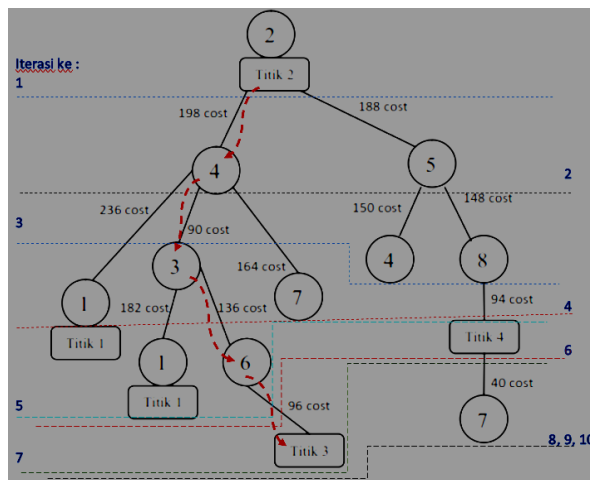 2
Iterasi ke :
Titik 2
1
198 cost
188 cost
4
5
2
236 cost
150 cost
148 cost
3
90 cost
3
164 cost
4
8
1
182 cost
136 cost
7
94 cost
4
Titik 1
Titik 4
6
1
6
40 cost
Titik 1
5
96 cost
7
Titik 3
8, 9, 10
7